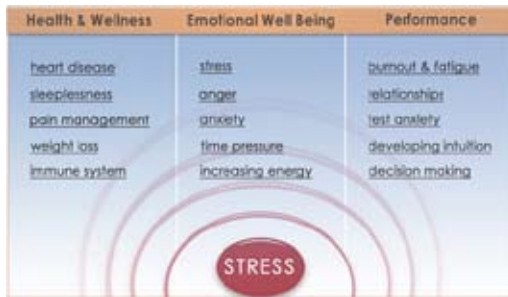 Health & Wellness Emotional Well Being Performance
heart disease stress burnout & fatigue
sleeplessness anger relationships
pain management anxiety test anxiety
weight loss time pressure developing intuition
immune system increasing energy decision making
STRESS